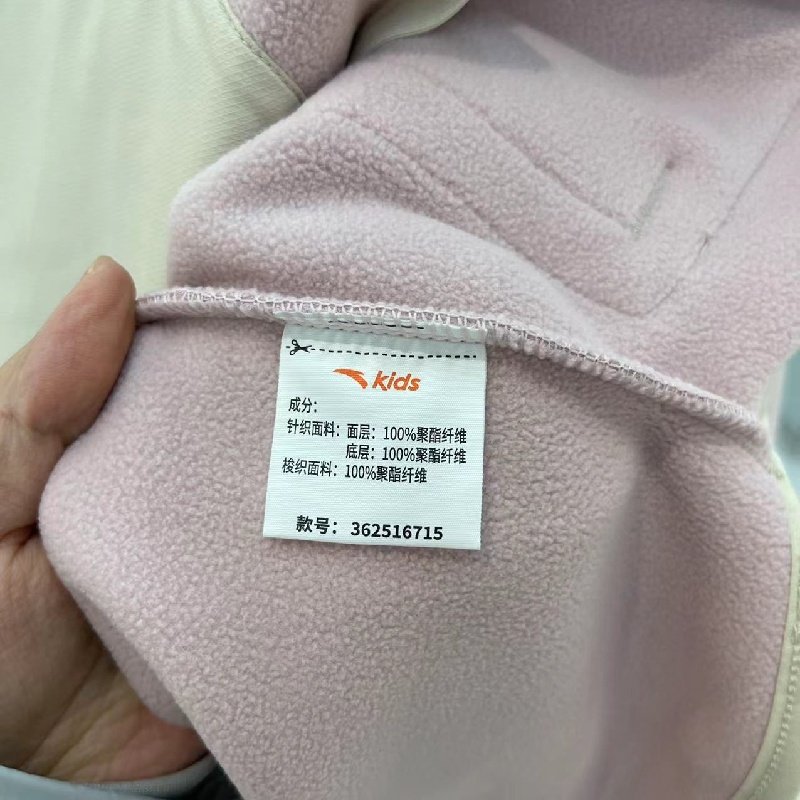 kids
成分：
针织面料：面层：100%聚酯纤维
底层：100%聚酯纤维
梭织面料：100%聚酯纤维
款号：362516715